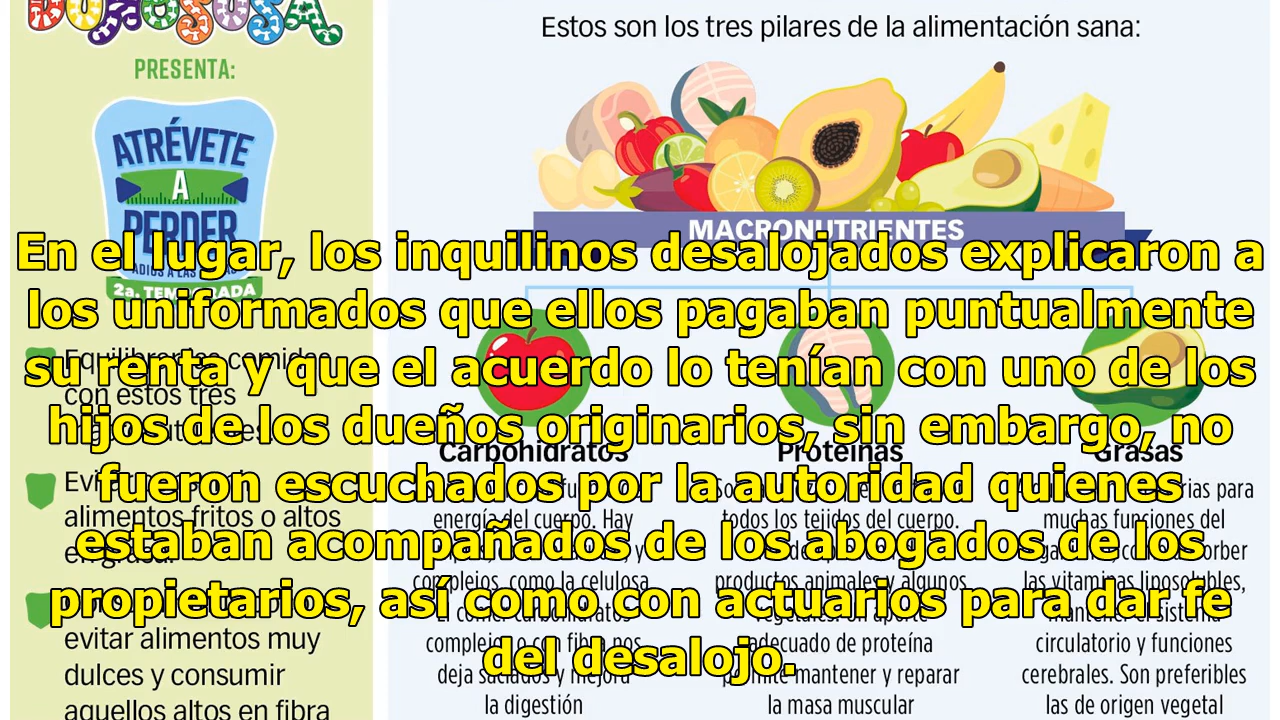 PRESENTA:
ATRÉVETE
A
PERDER
2a. TEMPORADA
Estos son los tres pilares de la alimentación sana:
MACRONUTRIENTES
En el lugar, los inquilinos desalojados explicaron a
los uniformados que ellos pagaban puntualmente
su renta y que el acuerdo lo tenían con uno de los
hijos de los dueños originarios, sin embargo, no
fueron escuchados por la autoridad quienes
estaban acompañados de los abogados de los
propietarios, así como con actuarios para dar fe
del desalojo.
con estos tres
alimentos fritos o altos
evitar alimentos muy
dulces y consumir
aquellos altos en fibra
Carbohidratos
energía del cuerpo. Hay
complejos, como la celulosa.
deja saciados y mejora
la digestión
Proteínas
todos los tejidos del cuerpo.
productos animales y algunos
adecuado de proteína
permite mantener y reparar
la masa muscular
Grasas
muchas funciones del
las vitaminas liposolubles,
mantener el sistema
circulatorio y funciones
cerebrales. Son preferibles
las de origen vegetal